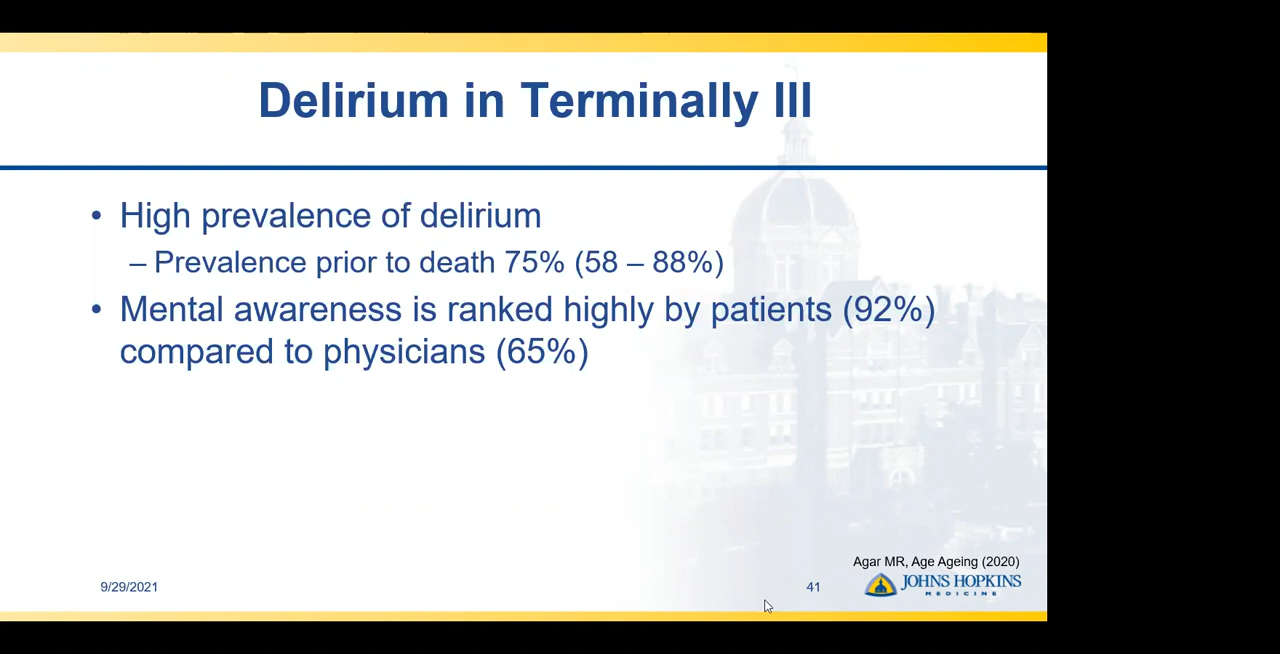 Delirium in Terminally Ill
• High prevalence of delirium
– Prevalence prior to death 75% (58 – 88%)
• Mental awareness is ranked highly by patients (92%)
compared to physicians (65%)
Agar MR, Age Ageing (2020)
9/29/2021
41
JOHNS HOPKINS
MEDICINE